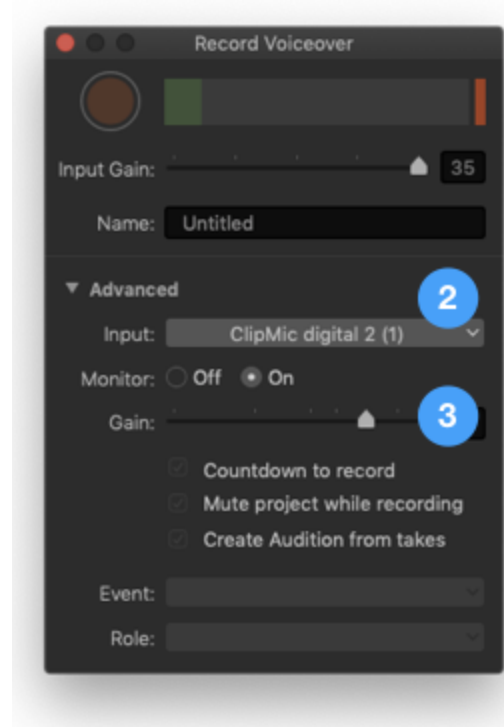 Record Voiceover
Input Gain: 35
Name: Untitled
Advanced
2
Input: ClipMic digital 2 (1)
Monitor: Off On
Gain: 3
Countdown to record
Mute project while recording
Create Audition from takes
Event:
Role: